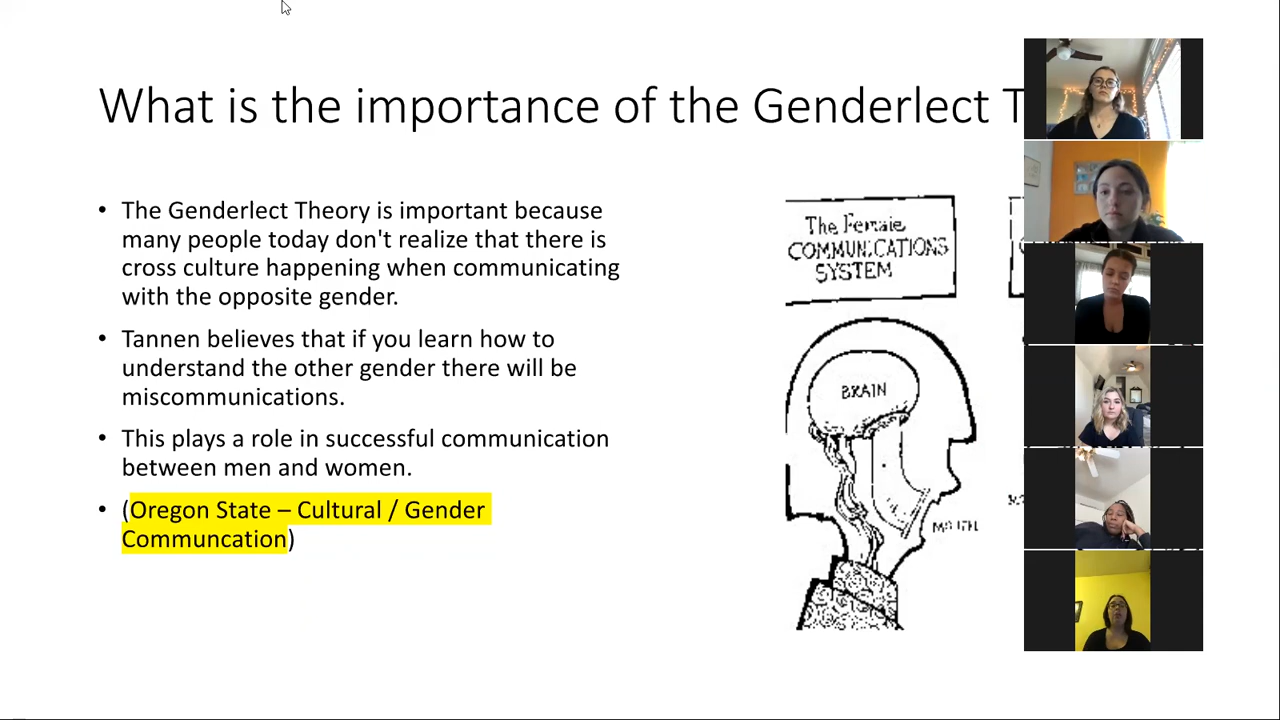 What is the importance of the Genderlect T
• The Genderlect Theory is important because
many people today don't realize that there is
cross culture happening when communicating
with the opposite gender.
• Tannen believes that if you learn how to
understand the other gender there will be
miscommunications.
• This plays a role in successful communication
between men and women.
• (Oregon State – Cultural / Gender
Communcation)
The Female
COMMUNICATIONS
SYSTEM
BRAIN
MOUTH